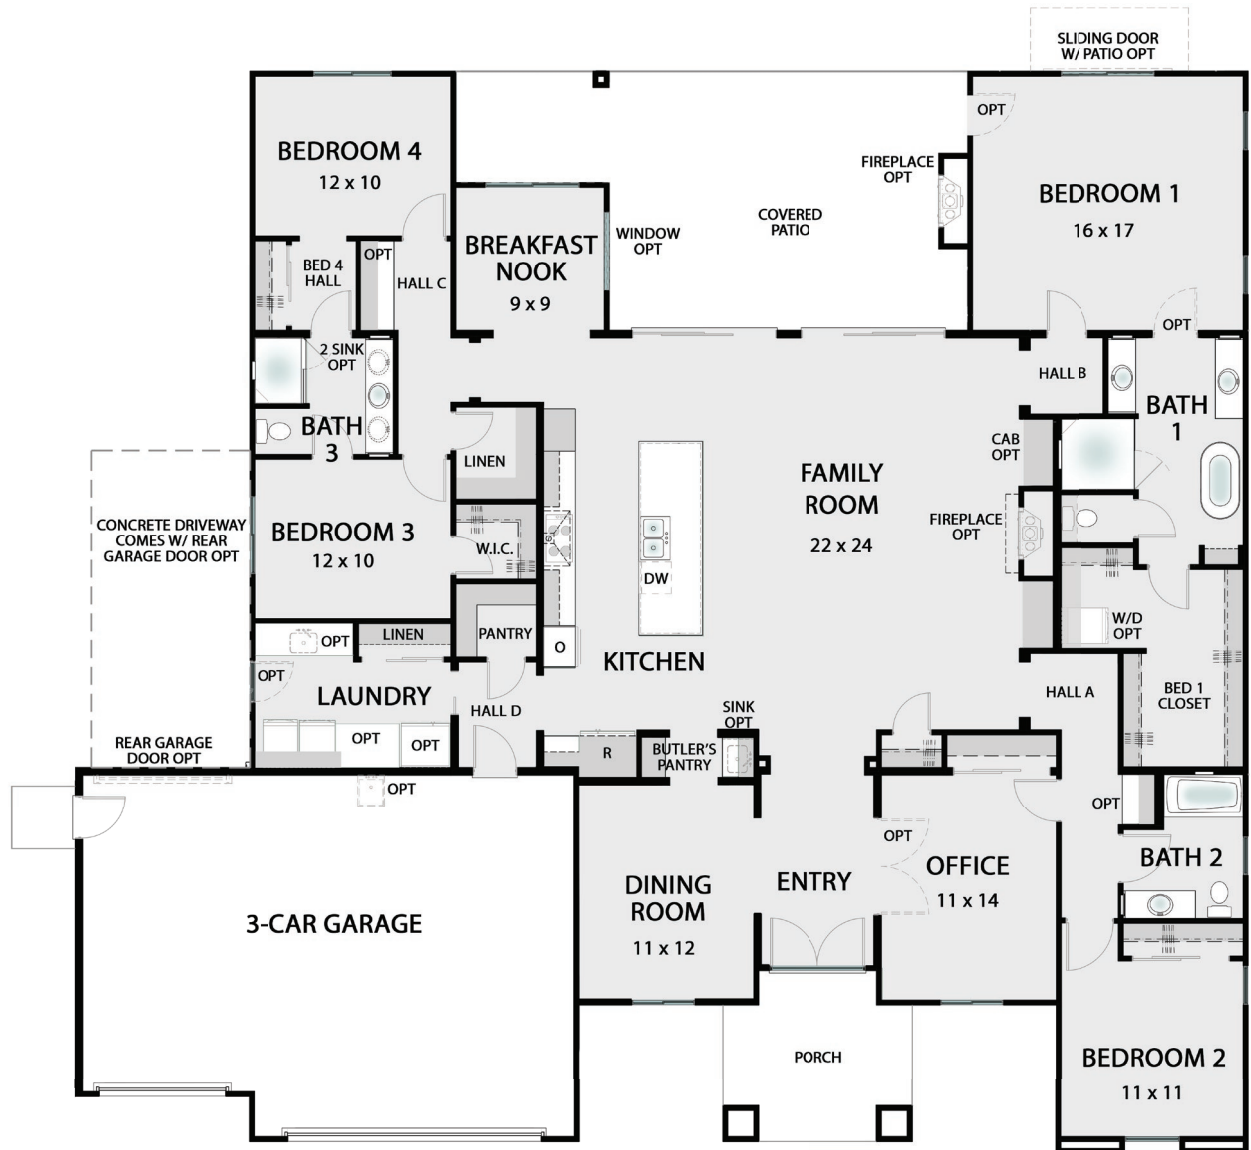 SLIDING DOOR
W/ PATIO OPT
OPT
BEDROOM 4
12 x 10
FIREPLACE
OPT
BEDROOM 1
16 x 17
COVERED
PATIO
WINDOW
OPT
BREAKFAST
NOOK
9 x 9
OPT
BED 4
HALL
HALL C
OPT
2 SINK
OPT
HALL B
BATH
1
BATH
3
CAB
OPT
LINEN
FAMILY
ROOM
22 x 24
CONCRETE DRIVEWAY
COMES W/ REAR
GARAGE DOOR OPT
BEDROOM 3
12 x 10
W.I.C.
FIREPLACE
OPT
DW
W/D
OPT
OPT
LINEN
PANTRY
O
KITCHEN
OPT
LAUNDRY
HALL D
HALL A
BED 1
CLOSET
SINK
OPT
REAR GARAGE
DOOR OPT
OPT
OPT
R
BUTLER'S
PANTRY
OPT
OPT
OPT
BATH 2
OFFICE
11 x 14
ENTRY
DINING
ROOM
11 x 12
3-CAR GARAGE
PORCH
BEDROOM 2
11 x 11